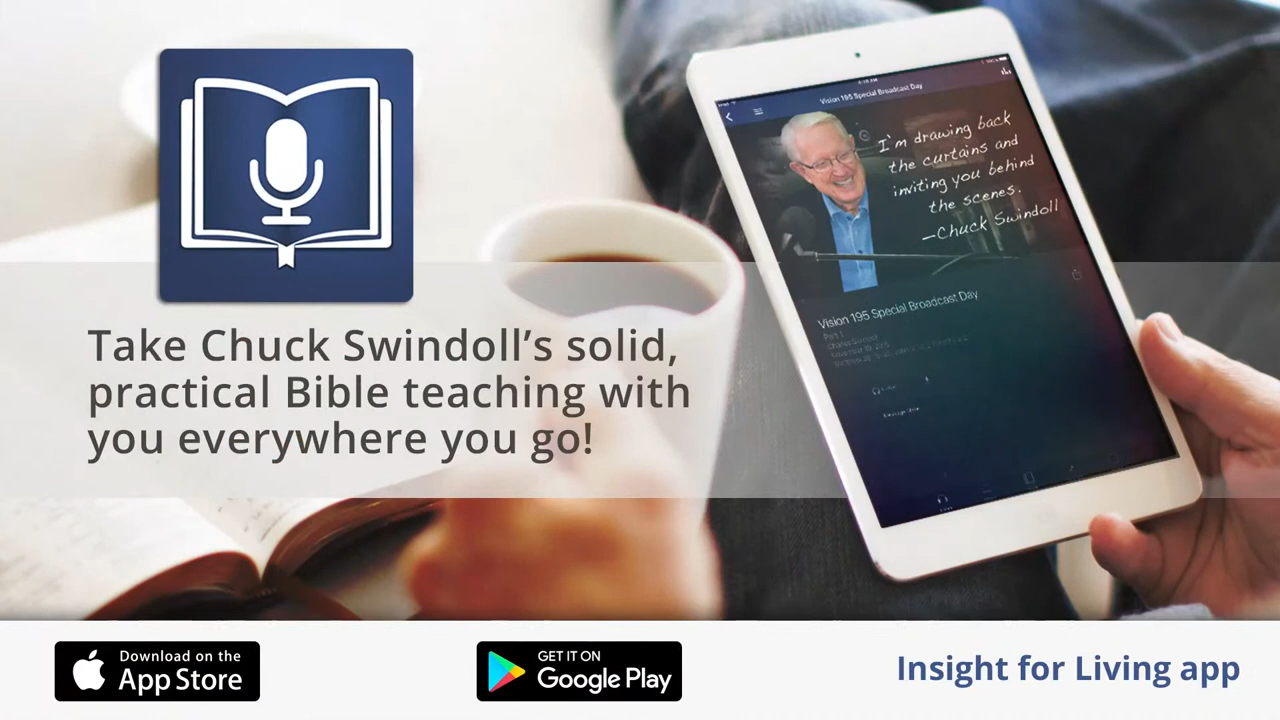 Vision 195 Special Broadcast Day
I'm drawing back
the curtains and
inviting you behind
the scenes.
—Chuck Swindoll
Vision 195 Special Broadcast Day
Part 1
Take Chuck Swindoll's solid,
practical Bible teaching with
you everywhere you go!
Download on the
App Store
GET IT ON
Google Play
Insight for Living app